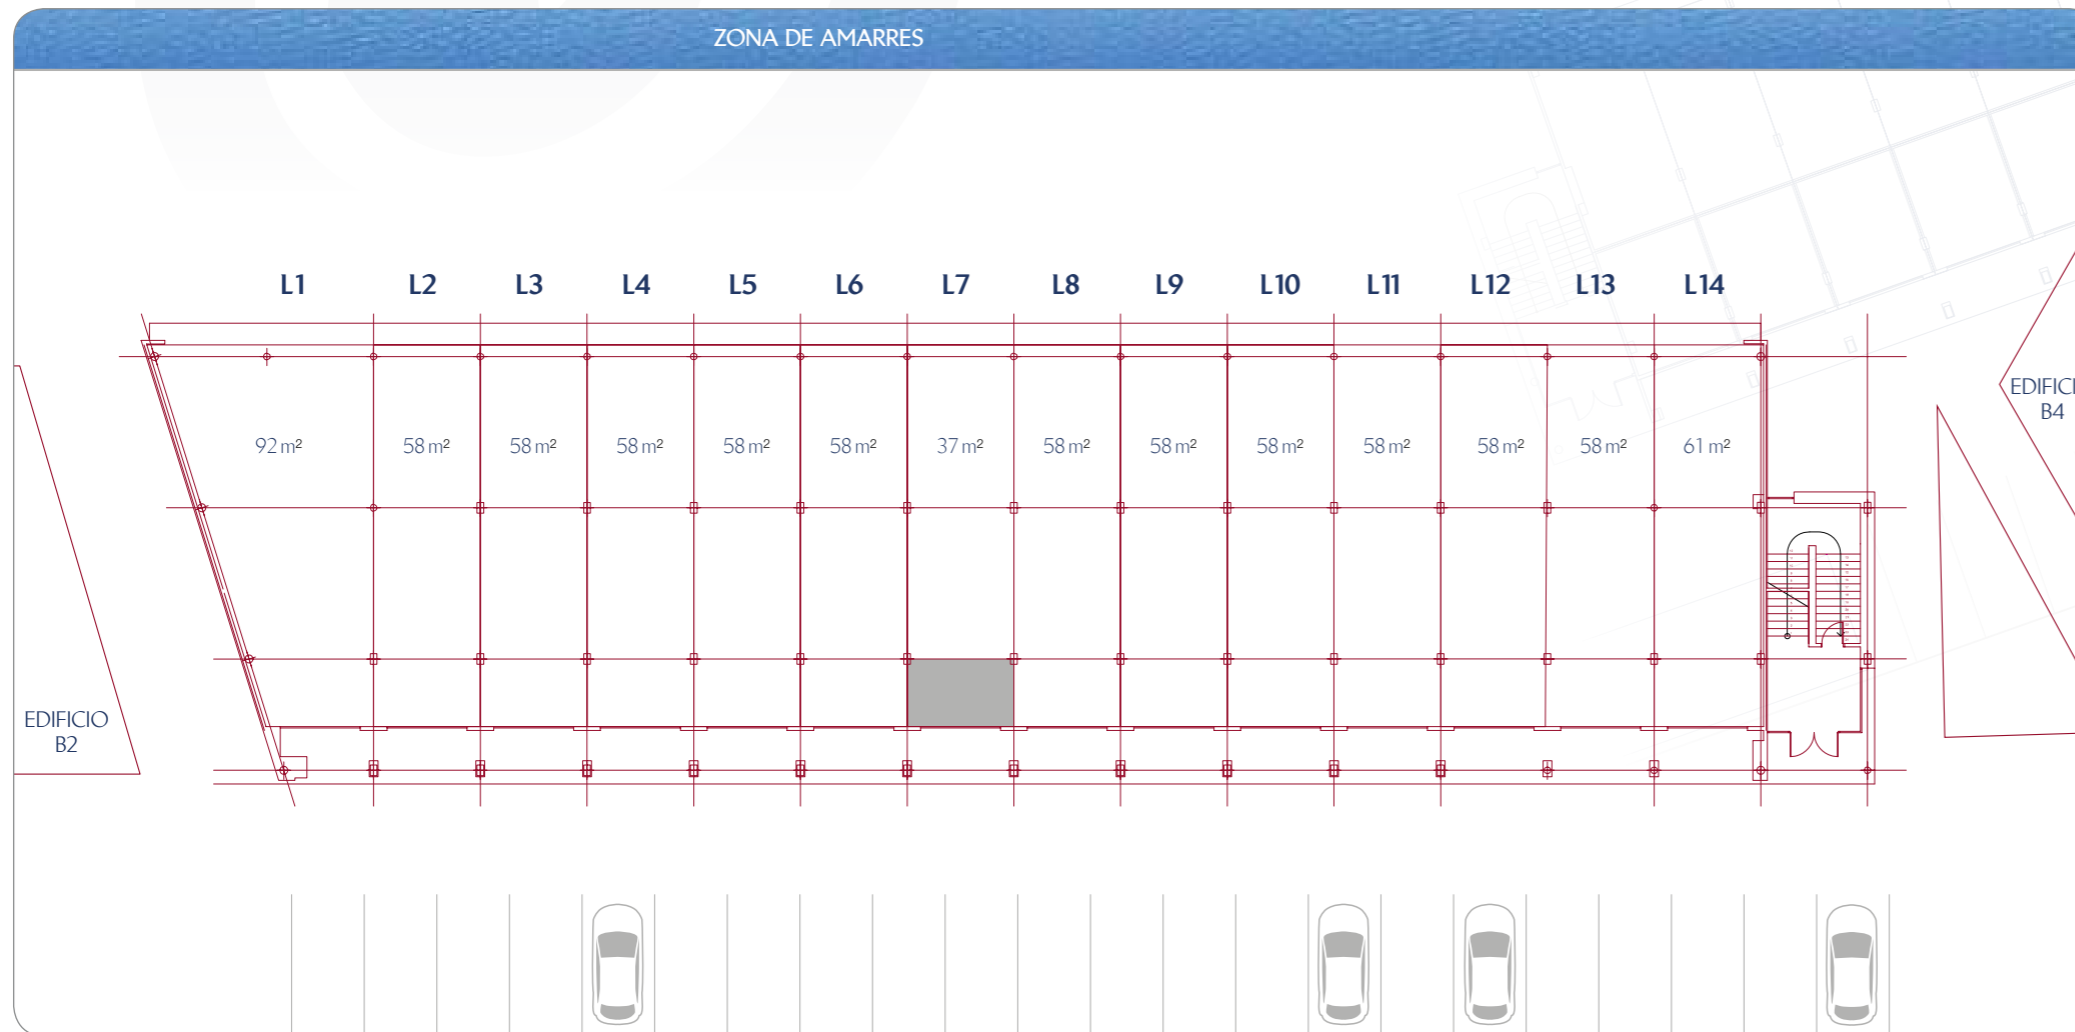 ZONA DE AMARRES
L1 L2 L3 L4 L5 L6 L7 L8 L9 L10 L11 L12 L13 L14
EDIFICI
B4
92 m² 58 m² 58 m² 58 m² 58 m² 58 m² 37 m² 58 m² 58 m² 58 m² 58 m² 58 m² 58 m² 61 m²
EDIFICIO
B2